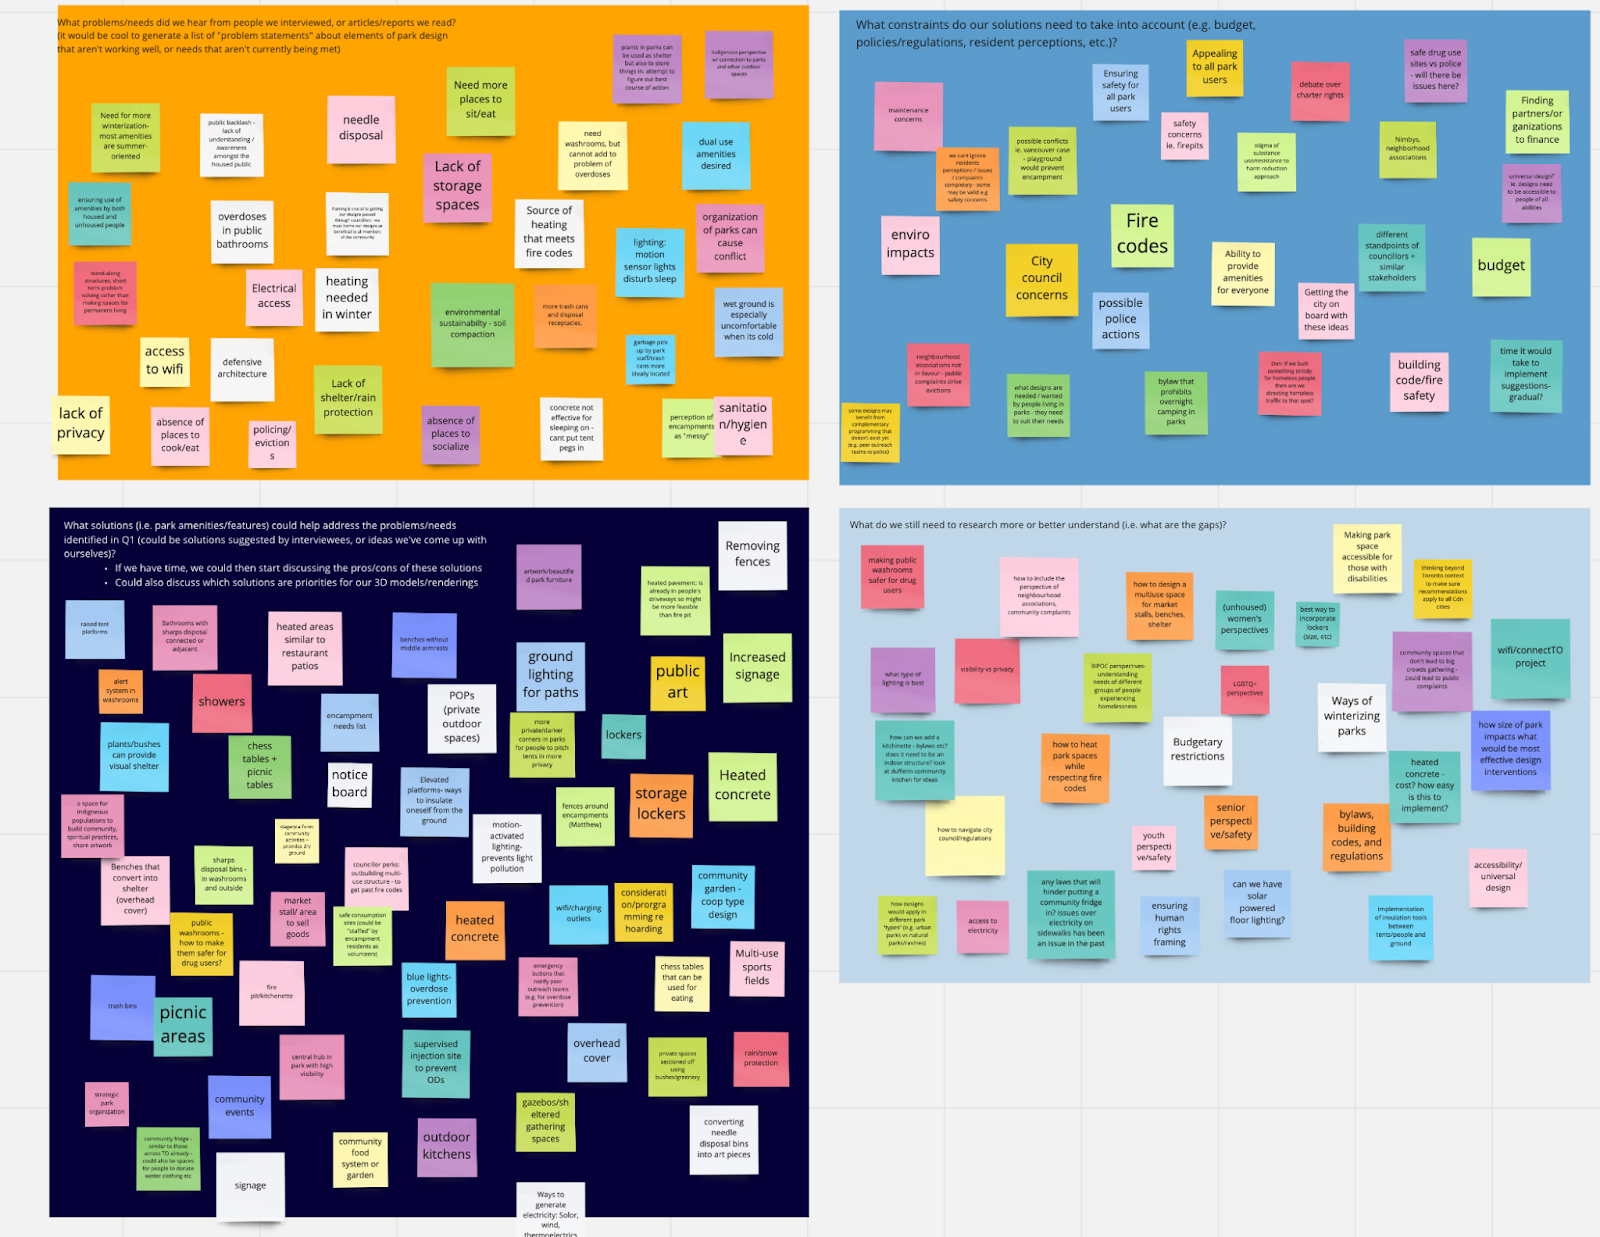 What problems/needs did we hear from people we interviewed, or articles/reports we read?
(it would be cool to generate a list of "problem statements" about elements of park design
that aren't working well, or needs that aren't currently being met)
plants in parks can
be used as shelter
but also to store
things in: attempt to
figure our best
course of action
Indigenous perspective
w/ connection to parks
and other outdoor
spaces
Need for more
winterization-
most amenities
are summer-
oriented
public backlash -
lack of
understanding /
awareness
amongst the
housed public
needle
disposal
Need more
places to
sit/eat
need
washrooms, but
cannot add to
problem of
overdoses
dual use
amenities
desired
Lack of
storage
spaces
ensuring use of
amenities by both
housed and
unhoused people
overdoses
in public
bathrooms
framing is crucial to getting
our designs passed
through councillors -
must frame our designs as
beneficial to all members
of the community
Source of
heating
that meets
fire codes
organization
of parks can
cause
conflict
lighting:
motion
sensor lights
disturb sleep
stand-along
structures, short
term problem
solving rather than
making spaces for
permanent living
Electrical
access
heating
needed
in winter
environmental
sustainabilty - soil
compaction
more trash cans
and disposal
receptacles.
wet ground is
especially
uncomfortable
when its cold
garbage pick
up by park
staff/trash
cans more
ideally located
access
to wifi
defensive
architecture
Lack of
shelter/rain
protection
lack of
privacy
absence of
places to
cook/eat
policing/
eviction
s
absence of
places to
socialize
concrete not
effective for
sleeping on -
cant put tent
pegs in
perception of
encampments
as "messy"
sanitatio
n/hygien
e
What constraints do our solutions need to take into account (e.g. budget,
policies/regulations, resident perceptions, etc.)?
maintenance
concerns
Ensuring
safety for
all park
users
Appealing
to all park
users
debate over
charter rights
safe drug use
sites vs police
- will there be
issues here?
Finding
partners/or
ganizations
to finance
we cant ignore
residents
perceptions / issues
/ complaints
completely - some
may be valid e.g
safety concerns
possible conflicts
ie. vancouver case
- playground
would prevent
encampment
safety
concerns
ie. firepits
stigma of
substance
use/resistance to
harm reduction
approach
Nimbys,
neighborhood
associations
universal design?
ie. designs need
to be accessible to
people of all
abilities
enviro
impacts
Fire
codes
City
council
concerns
Ability to
provide
amenities
for everyone
different
standpoints of
councillors +
similar
stakeholders
budget
possible
police
actions
Getting the
city on
board with
these ideas
neighbourhood
associations not
in favour - public
complaints drive
evictions
what designs are
needed / wanted
by people living in
parks - they need
to suit their needs
bylaw that
prohibits
overnight
camping in
parks
Dan: If we built
something strictly
for homeless people
then are we
directing homeless
traffic to that spot?
building
code/fire
safety
time it would
take to
implement
suggestions-
gradual?
some designs may
benefit from
complementary
programming that
doesn't exist yet
(e.g. peer outreach
teams vs police)
What solutions (i.e. park amenities/features) could help address the problems/needs
identified in Q1 (could be solutions suggested by interviewees, or ideas we've come up with
ourselves)?
• If we have time, we could then start discussing the pros/cons of these solutions
• Could also discuss which solutions are priorities for our 3D models/renderings
artwork/beautifie
d park furniture
Removing
fences
heated pavement: is
already in people's
driveways so might
be more feasible
than fire pit
raised tent
platforms
Bathrooms with
sharps disposal
connected or
adjacent
heated areas
similar to
restaurant
patios
benches without
middle armrests
ground
lighting
for paths
public
art
Increased
signage
alert
system in
washrooms
showers
encampment
needs list
POPs
(private
outdoor
spaces)
more
private/darker
corners in parks
for people to pitch
tents in more
privacy
lockers
plants/bushes
can provide
visual shelter
chess
tables +
picnic
tables
notice
board
Elevated
platforms- ways
to insulate
oneself from the
ground
fences around
encampments
(Matthew)
storage
lockers
Heated
concrete
a space for
indigneous
populations to
build community,
spiritual practices,
share artwork
motion-
activated
lighting-
prevents light
pollution
Benches that
convert into
shelter
(overhead
cover)
sharps
disposal bins -
in washrooms
and outside
councillor perks:
outbuilding multi-
use structure - to
get past fire codes
market
stall/ area
to sell
goods
safe consumption
sites (could be
"staffed" by
encampment
residents as
volunteers)
heated
concrete
wifi/charging
outlets
considerati
on/prorgra
mming re
hoarding
community
garden -
coop type
design
public
washrooms -
how to make
them safer for
drug users?
trash bins
picnic
areas
fire
pit/kitchenette
blue lights-
overdose
prevention
emergency
buttons that
notify peer
outreach teams
(e.g. for overdose
prevention)
chess tables
that can be
used for
eating
Multi-use
sports
fields
central hub in
park with high
visibility
supervised
injection site
to prevent
ODs
overhead
cover
private spaces
sectioned off
using
bushes/greenery
rain/snow
protection
strategic
park
organization
community
events
gazebos/sh
eltered
gathering
spaces
converting
needle
disposal bins
into art pieces
community fridge -
similar to those
across TO already -
could also be spaces
for people to donate
winter clothing etc
signage
community
food
system or
garden
outdoor
kitchens
Ways to
generate
electricity: Solor,
wind,
thermoelectrics
What do we still need to research more or better understand (i.e. what are the gaps)?
making public
washrooms
safer for drug
users
how to include the
perspective of
neighbourhood
associations,
community complaints
how to design a
multiuse space
for market
stalls, benches,
shelter
(unhoused)
women's
perspectives
best way to
incorporate
lockers
(size, etc)
Making park
space
accessible for
those with
disabilities
thinking beyond
Toronto context
to make sure
recommendations
apply to all Cdn
cities
what type of
lighting is best
visibility vs privacy
BIPOC perspectives-
understanding
needs of different
groups of people
experiencing
homelessness
LGBTQ+
perspectives
community spaces that
don't lead to big
crowds gathering -
could lead to public
complaints
wifi/connectTO
project
how can we add a
kitchinette - bylaws etc?
does it need to be an
indoor structure? look
at dufferin community
kitchen for ideas
how to heat
park spaces
while
respecting fire
codes
Budgetary
restrictions
Ways of
winterizing
parks
how size of park
impacts what
would be most
effective design
interventions
heated
concrete -
cost? how easy
is this to
implement?
how to navigate city
council/regulations
youth
perspecti
ve/safety
senior
perspecti
ve/safety
bylaws,
building
codes, and
regulations
accessibility/
universal
design
how designs
would apply in
different park
"types" (e.g. urban
parks vs natural
parks/ravines)
access to
electricity
any laws that will
hinder putting a
community fridge
in? issues over
electricity on
sidewalks has been
an issue in the past
ensuring
human
rights
framing
can we have
solar
powered
floor lighting?
implementation
of insulation tools
between
tents/people and
ground